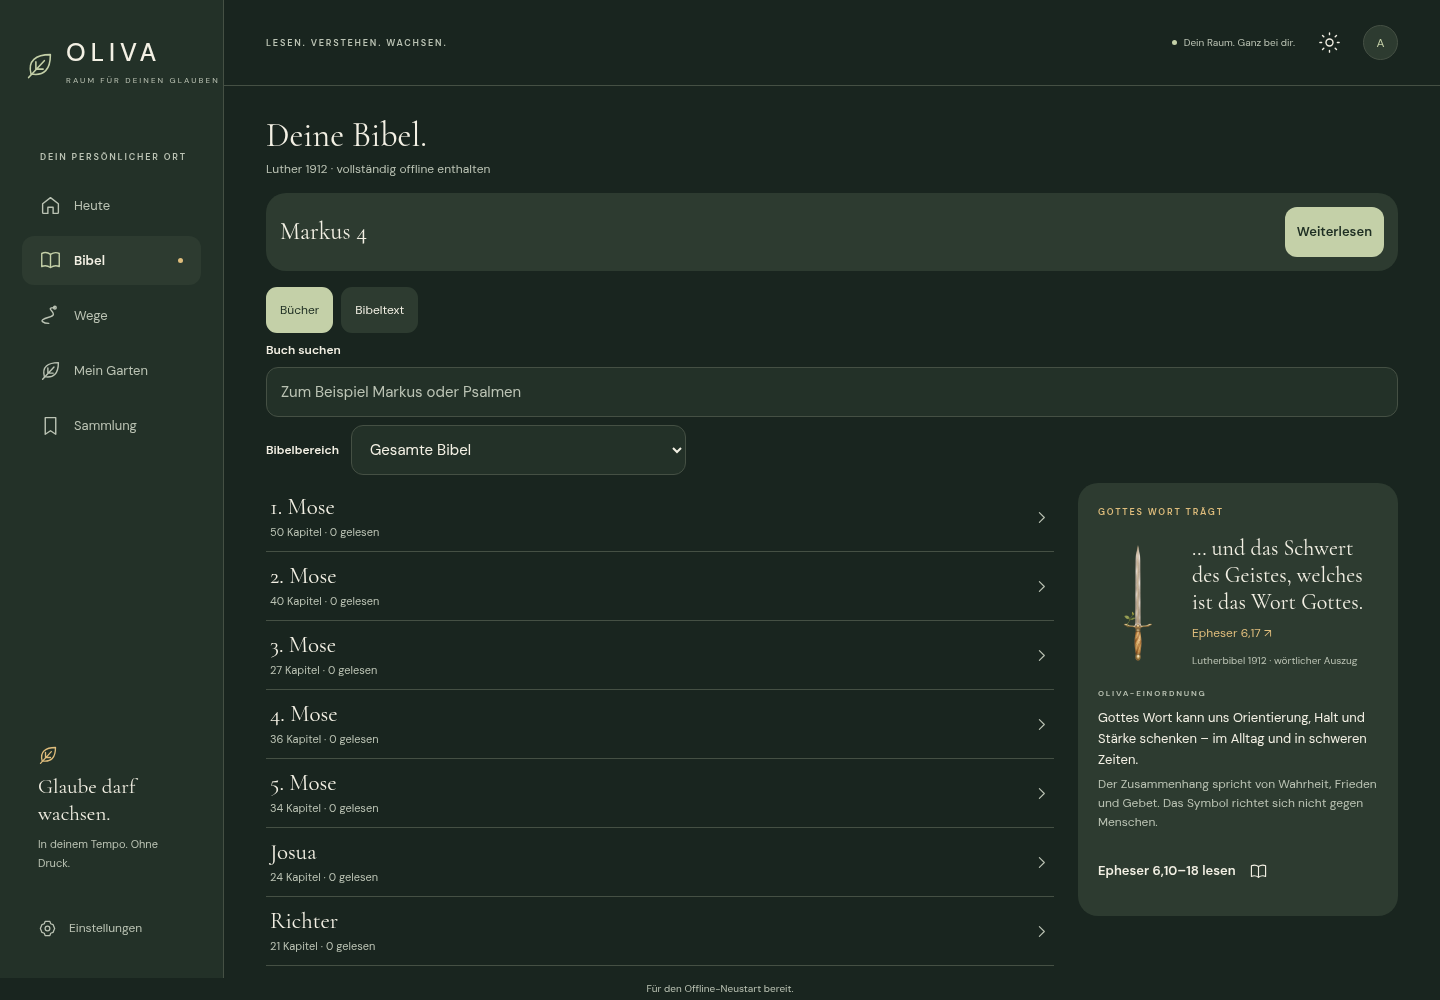 OLIVA
RAUM FÜR DEINEN GLAUBEN
DEIN PERSÖNLICHER ORT
Heute
Bibel
Wege
Mein Garten
Sammlung
Glaube darf
wachsen.
In deinem Tempo. Ohne
Druck.
Einstellungen
LESEN. VERSTEHEN. WACHSEN.
Dein Raum. Ganz bei dir.
A
Deine Bibel.
Luther 1912 · vollständig offline enthalten
Markus 4
Weiterlesen
Bücher
Bibeltext
Buch suchen
Zum Beispiel Markus oder Psalmen
Bibelbereich
Gesamte Bibel
1. Mose
50 Kapitel · 0 gelesen
2. Mose
40 Kapitel · 0 gelesen
3. Mose
27 Kapitel · 0 gelesen
4. Mose
36 Kapitel · 0 gelesen
5. Mose
34 Kapitel · 0 gelesen
Josua
24 Kapitel · 0 gelesen
Richter
21 Kapitel · 0 gelesen
GOTTES WORT TRÄGT
... und das Schwert
des Geistes, welches
ist das Wort Gottes.
Epheser 6,17
Lutherbibel 1912 · wörtlicher Auszug
OLIVA-EINORDNUNG
Gottes Wort kann uns Orientierung, Halt und
Stärke schenken – im Alltag und in schweren
Zeiten.
Der Zusammenhang spricht von Wahrheit, Frieden
und Gebet. Das Symbol richtet sich nicht gegen
Menschen.
Epheser 6,10–18 lesen
Für den Offline-Neustart bereit.